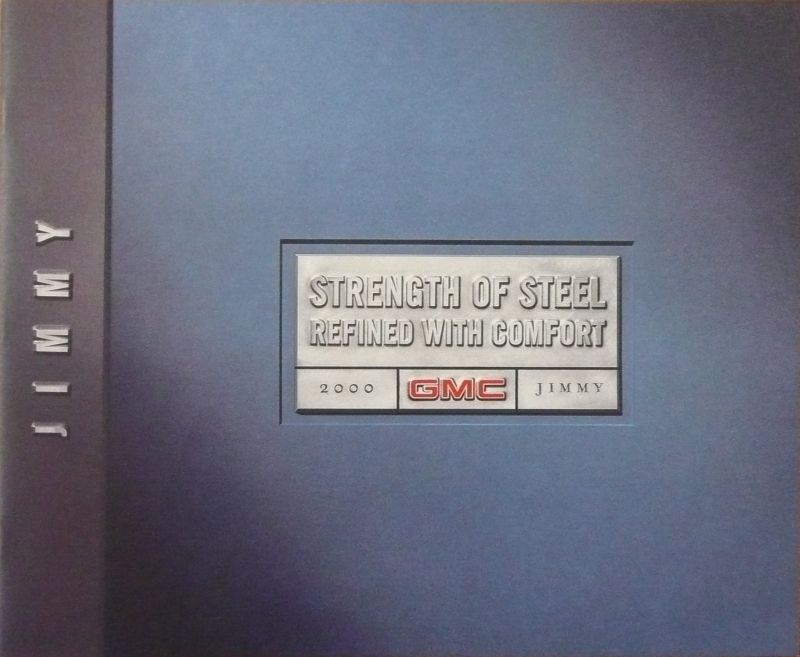 JIMMY
STRENGTH OF STEEL
REFINED WITH COMFORT
2000 GMC JIMMY